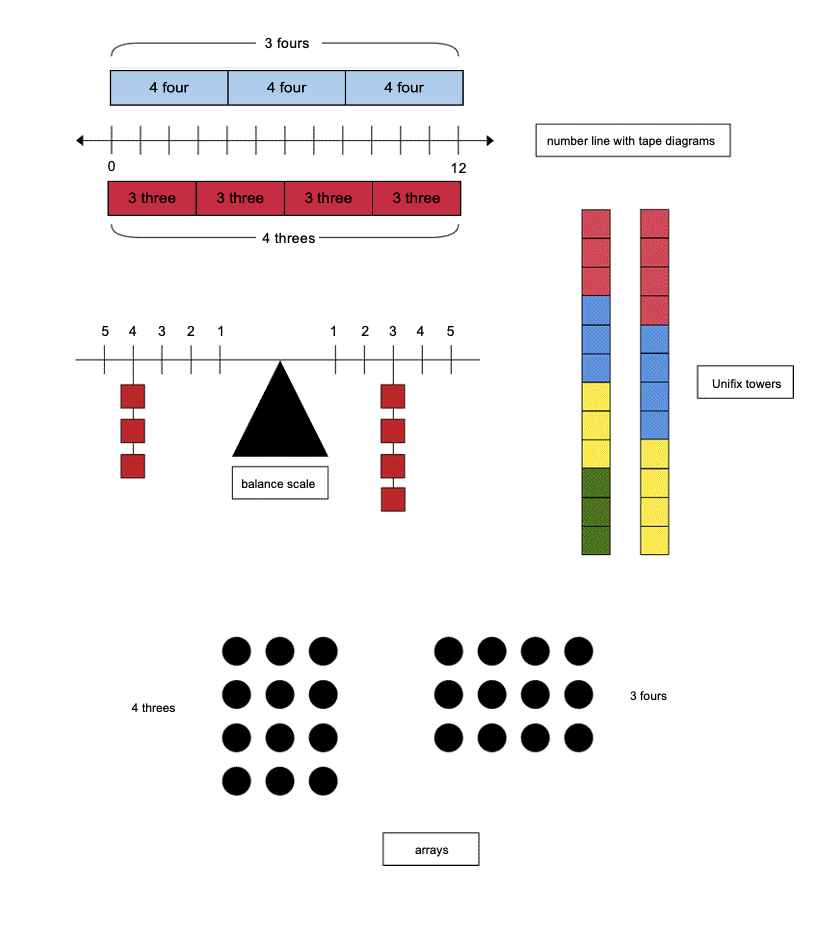 3 fours
4 four 4 four 4 four
number line with tape diagrams
0 12
3 three 3 three 3 three 3 three
4 threes
5 4 3 2 1 1 2 3 4 5
Unifix towers
balance scale
4 threes
3 fours
arrays